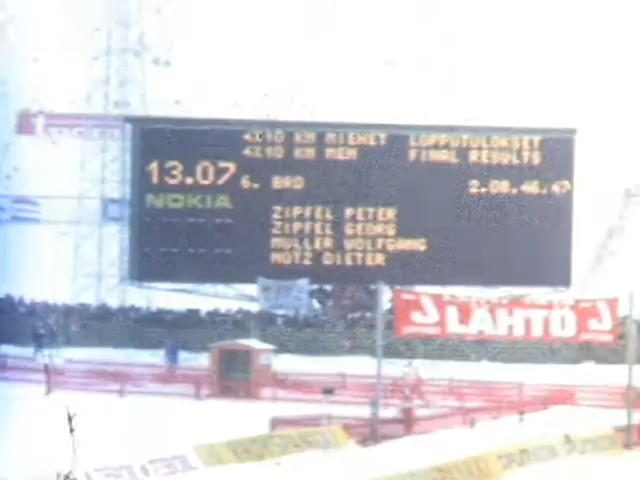 4X10 KM MIEHET LOPPUTULOKSET
4X10 KM MEN FINAL RESULTS
13.07
6. BRD 2.08.46,47
NOKIA
ZIPFEL PETER
ZIPFEL GEORG
MULLER WOLFGANG
MOTZ DIETER
LÄHTÖ